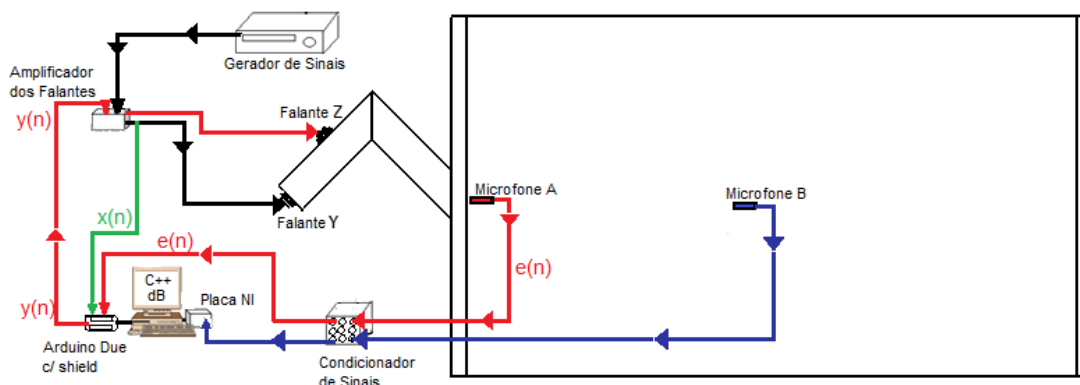 Gerador de Sinais
Amplificador
dos Falantes
y(n)
Falante Z
Microfone A
Microfone B
Falante Y
x(n)
e(n)
e(n)
C++
dB
Placa NI
y(n)
Arduino Due
c/ shield
Condicionador
de Sinais